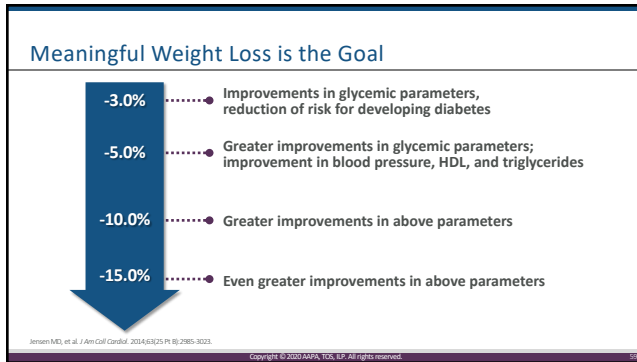 Meaningful Weight Loss is the Goal
-3.0%
Improvements in glycemic parameters,
reduction of risk for developing diabetes
-5.0%
Greater improvements in glycemic parameters;
improvement in blood pressure, HDL, and triglycerides
-10.0%
Greater improvements in above parameters
-15.0%
Even greater improvements in above parameters
Jensen MD, et al. J Am Coll Cardiol. 2014;63(25 Pt B):2985-3023.
Copyright © 2020 AAPA, TOS, ILP. All rights reserved.